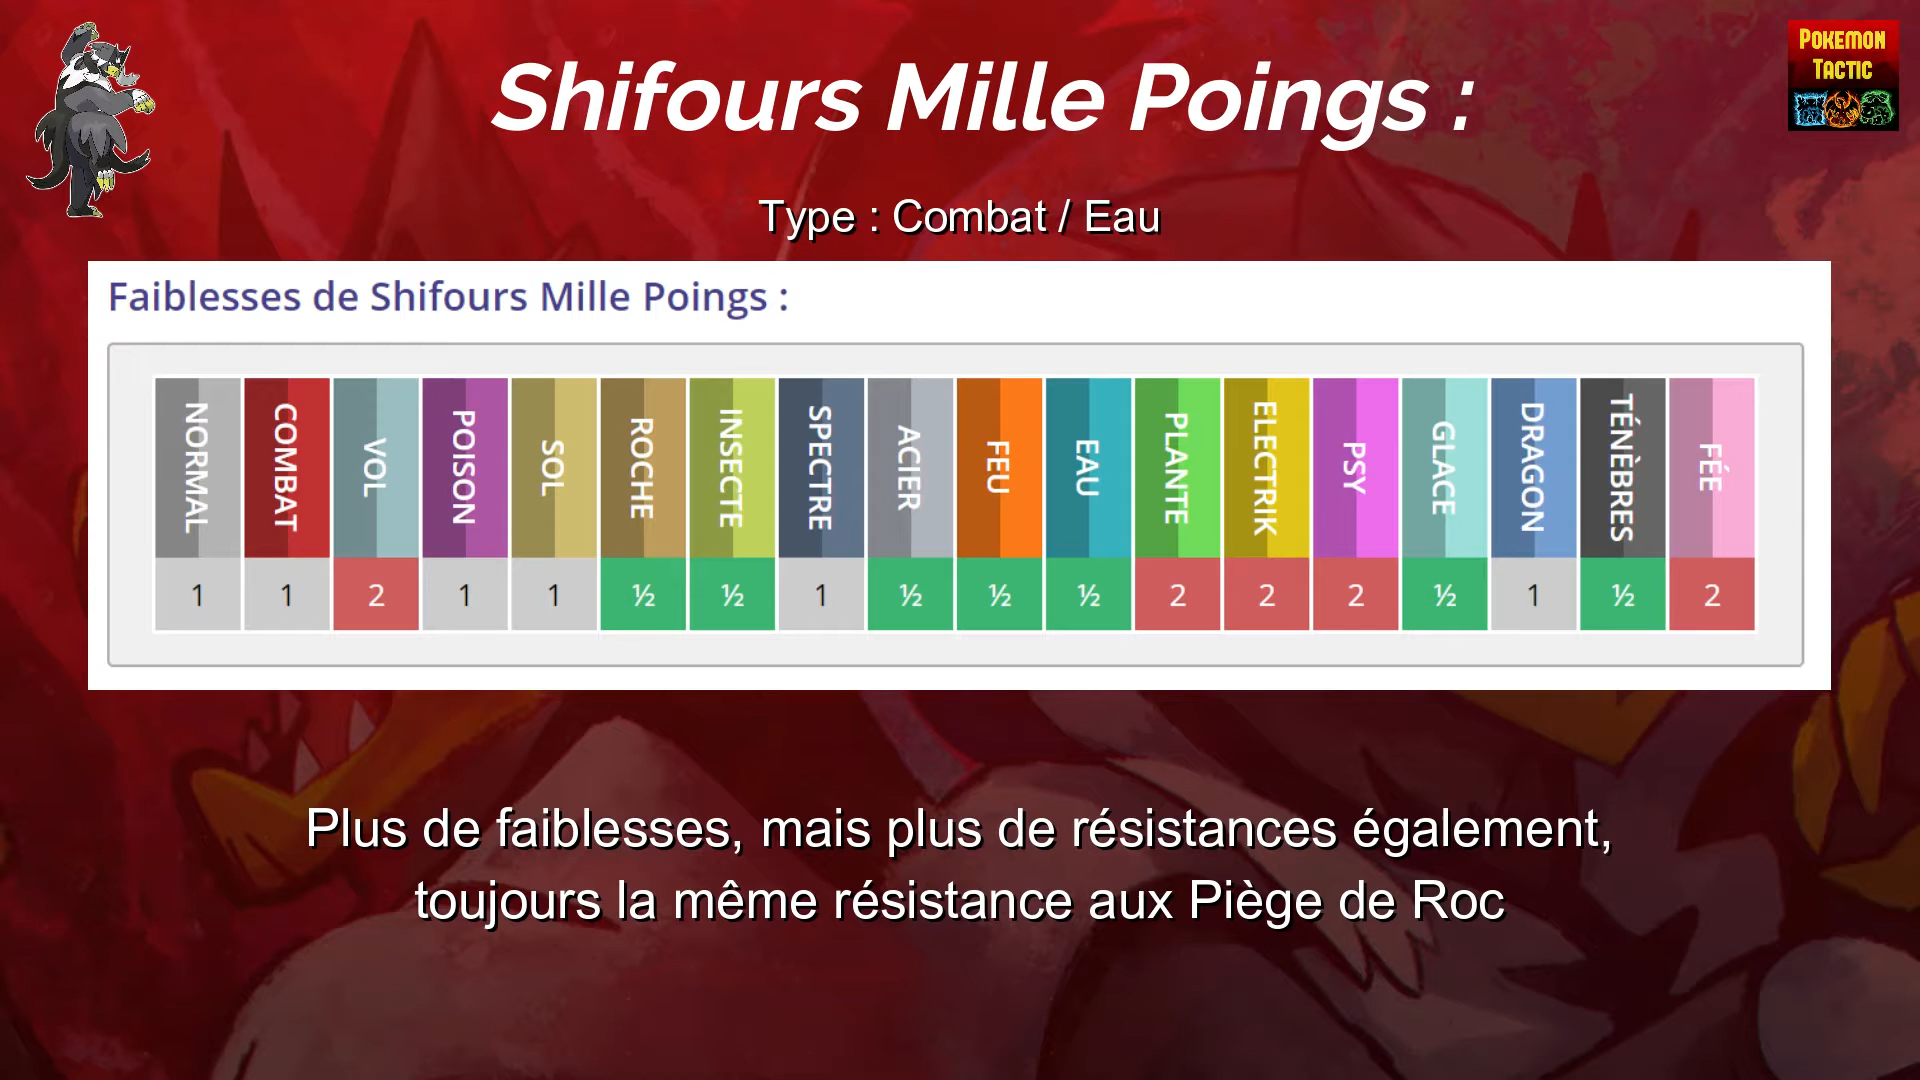 Shifours Mille Poings :
POKEMON
TACTIC
Type : Combat / Eau
Faiblesses de Shifours Mille Poings :
NORMAL COMBAT VOL POISON SOL ROCHE INSECTE SPECTRE ACIER FEU EAU PLANTE ELECTRIK PSY GLACE DRAGON TÉNÈBRES FÉE
1 1 2 1 1 ½ ½ 1 ½ ½ ½ 2 2 2 ½ 1 ½ 2
Plus de faiblesses, mais plus de résistances également,
toujours la même résistance aux Piège de Roc